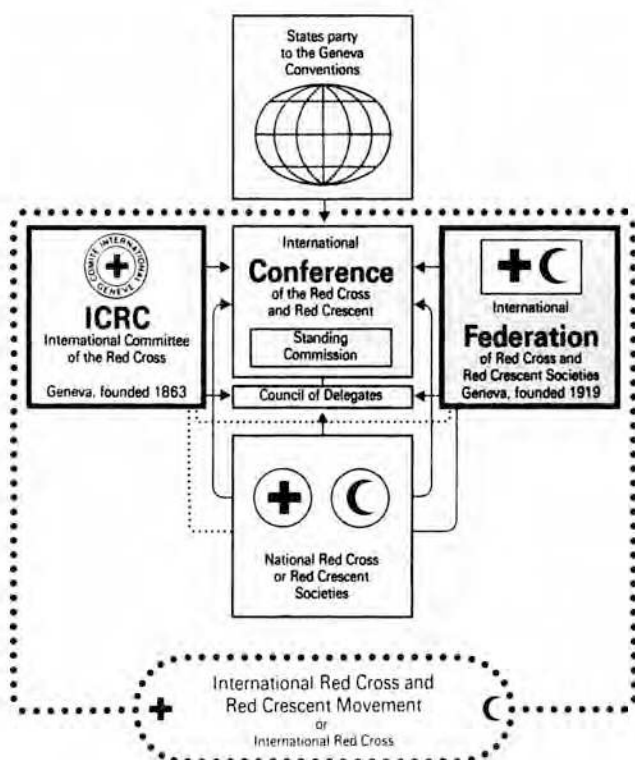 States party
to the Geneva
Conventions
COMITÉ INTERNATIONAL
GENEVE
ICRC
International Committee
of the Red Cross
Geneva, founded 1863
International
Conference
of the Red Cross
and Red Crescent
Standing
Commission
Council of Delegates
International
Federation
of Red Cross and
Red Crescent Societies
Geneva, founded 1919
National Red Cross
or Red Crescent
Societies
International Red Cross and
Red Crescent Movement
or
International Red Cross